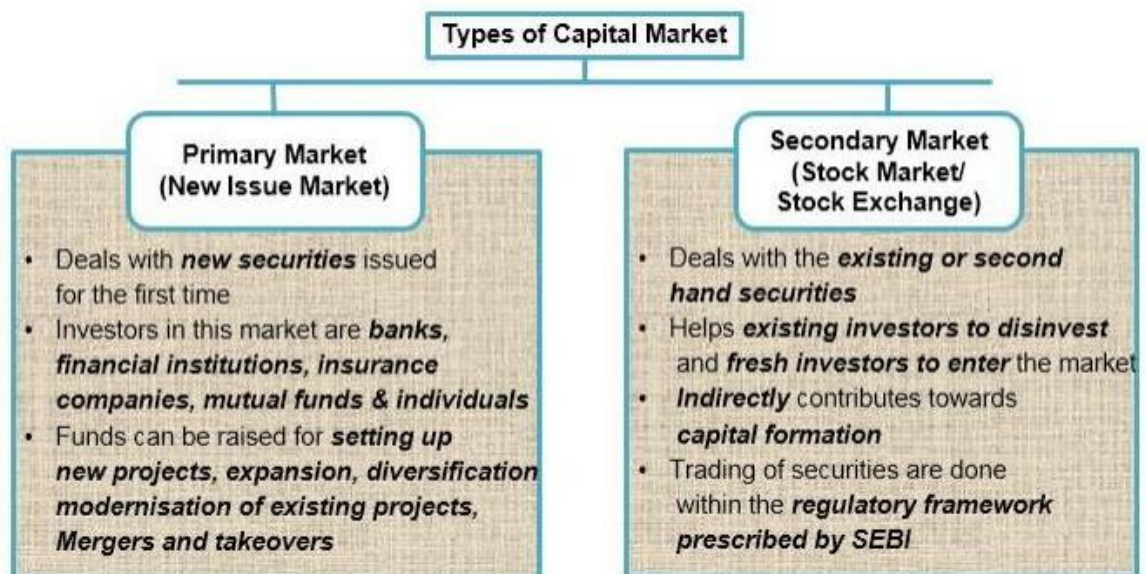 Types of Capital Market
Primary Market
(New Issue Market)
• Deals with new securities issued
for the first time
• Investors in this market are banks,
financial institutions, insurance
companies, mutual funds & individuals
• Funds can be raised for setting up
new projects, expansion, diversification
modernisation of existing projects,
Mergers and takeovers
Secondary Market
(Stock Market/
Stock Exchange)
• Deals with the existing or second
hand securities
• Helps existing investors to disinvest
and fresh investors to enter the market
• Indirectly contributes towards
capital formation
• Trading of securities are done
within the regulatory framework
prescribed by SEBI